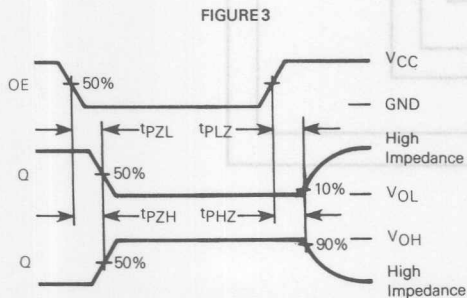 FIGURE 3
VCC
OE
50%
GND
tPZL
tPLZ
High
Impedance
Q
50%
10%
VOL
tPZH
tPHZ
VOH
90%
Q
50%
High
Impedance